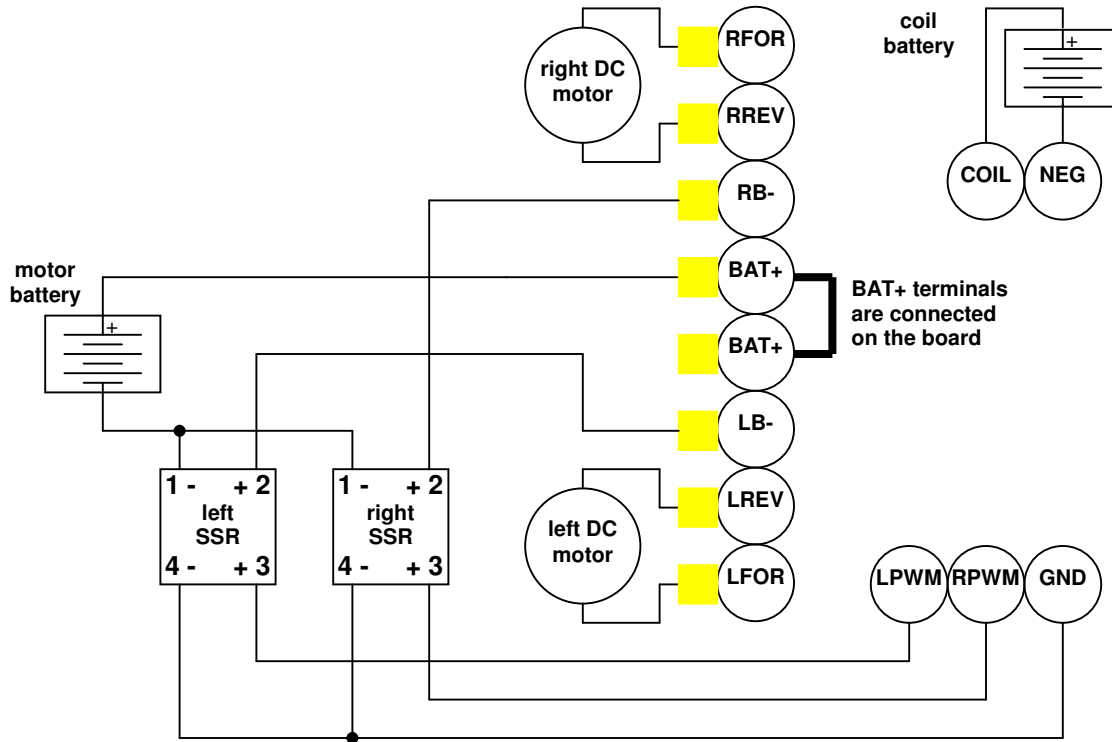 coil
battery
+
COIL
NEG
right DC
motor
RFOR
RREV
RB-
BAT+
BAT+
LB-
LREV
LFOR
BAT+ terminals
are connected
on the board
motor
battery
+
1 - + 2
left
SSR
4 - + 3
1 - + 2
right
SSR
4 - + 3
left DC
motor
LPWM
RPWM
GND